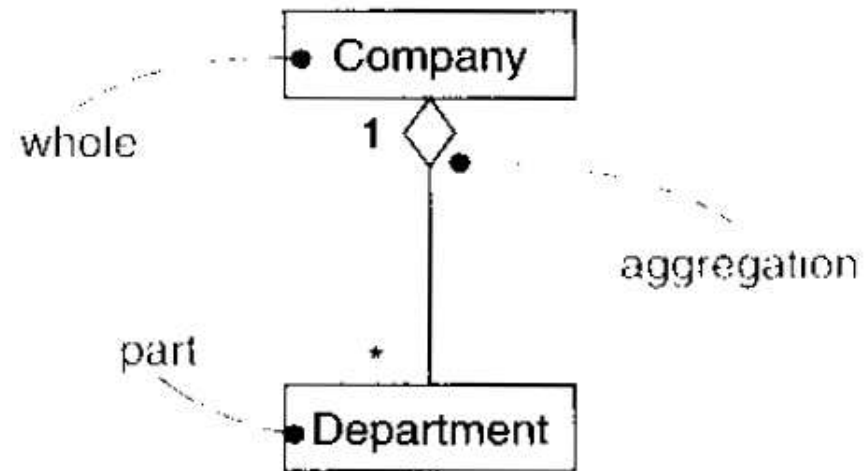 Company
whole
1
aggregation
part
*
Department